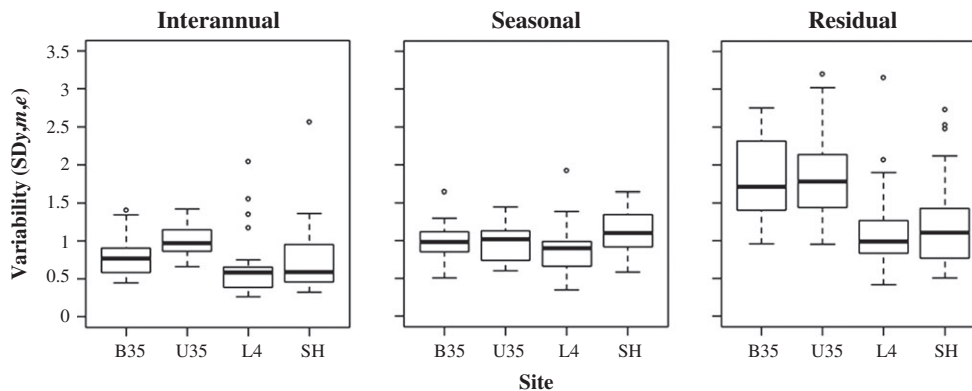 Interannual Seasonal Residual
Variability (SDy,m,e)
3.5
3
2.5
2
1.5
1
0.5
0
B35 U35 L4 SH B35 U35 L4 SH B35 U35 L4 SH
Site